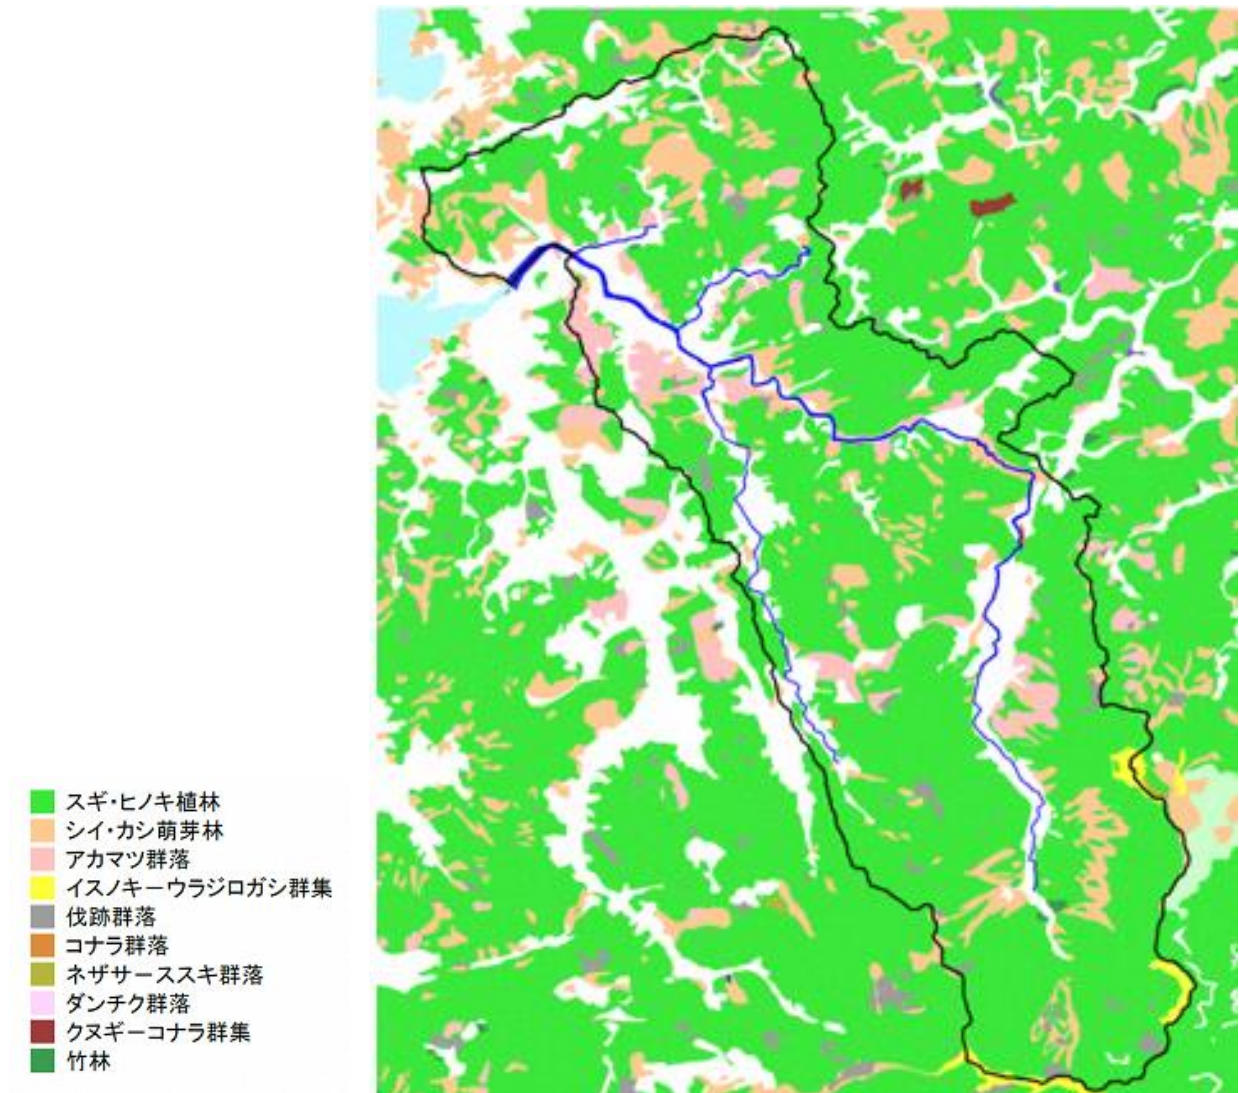 スギ・ヒノキ植林
シイ・カシ萌芽林
アカマツ群落
イスノキーウラジロガシ群集
伐跡群落
コナラ群落
ネザサーススキ群落
ダンチク群落
クヌギーコナラ群集
竹林